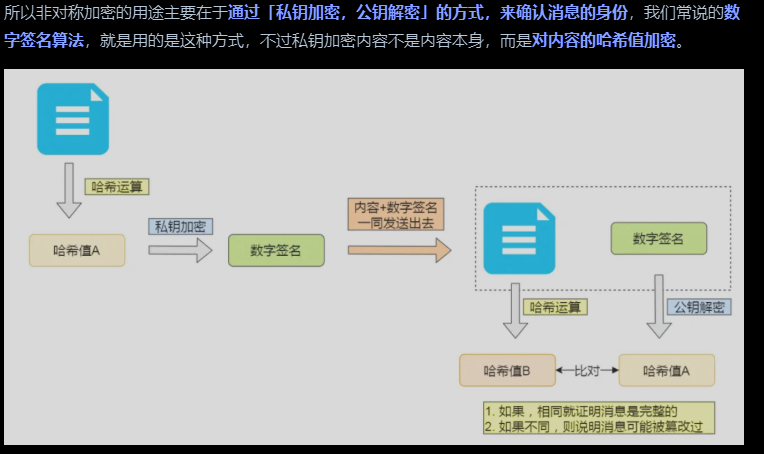 所以非对称加密的用途主要在于通过「私钥加密，公钥解密」的方式，来确认消息的身份，我们常说的数
字签名算法，就是用的是这种方式，不过私钥加密内容不是内容本身，而是对内容的哈希值加密。
哈希运算
哈希值A
私钥加密
数字签名
内容+数字签名
一同发送出去
数字签名
哈希运算
公钥解密
哈希值B
比对
哈希值A
1. 如果，相同就证明消息是完整的
2. 如果不同，则说明消息可能被篡改过